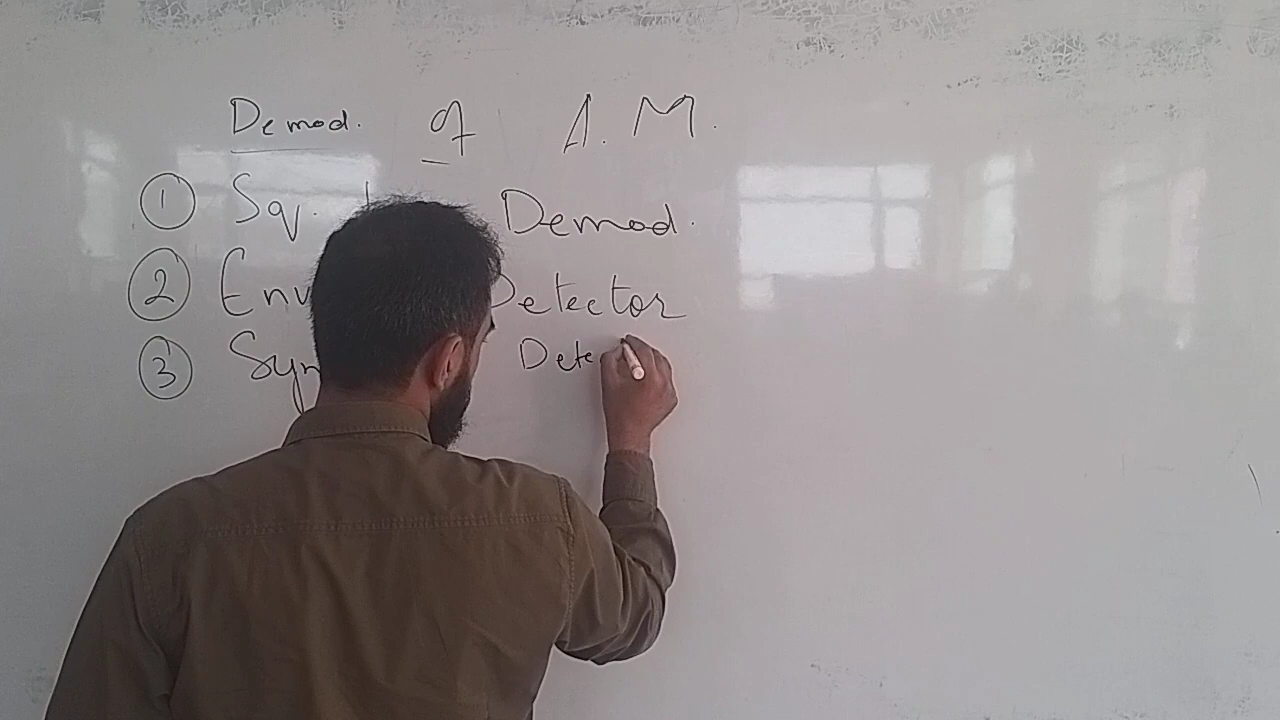 Demod. of A.M.
① Sq. Demod.
② Env Detector
③ Syn Dete